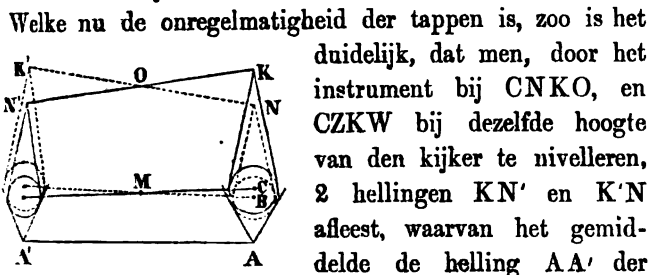 Welke nu de onregelmatigheid der tappen is, zoo is het
duidelijk, dat men, door het
instrument bij CNKO, en
CZKW bij dezelfde hoogte
van den kijker te nivelleren,
2 hellingen KN′ en K′N
afleest, waarvan het gemid-
delde de helling AA′ der
K′
O
K
N′
N
M
C
B
A′
A